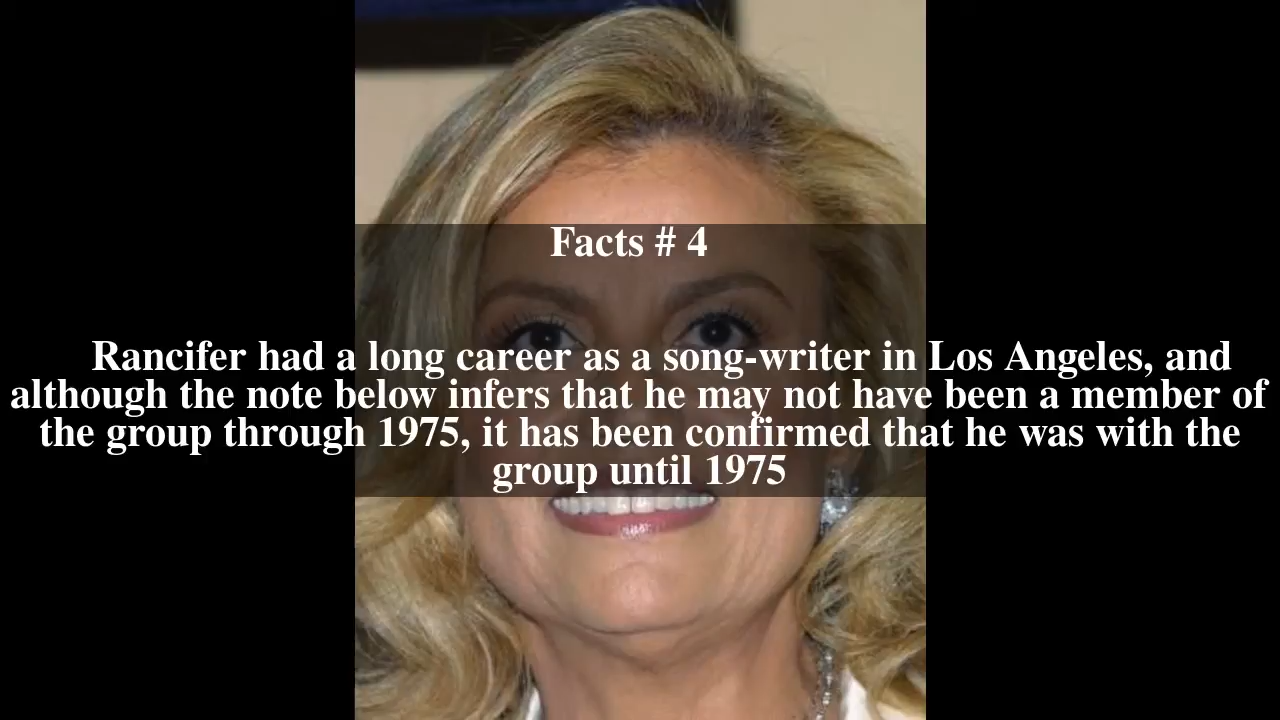 Facts # 4
Rancifer had a long career as a song-writer in Los Angeles, and
although the note below infers that he may not have been a member of
the group through 1975, it has been confirmed that he was with the
group until 1975